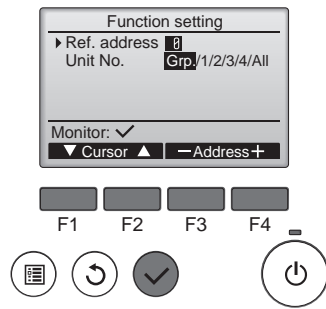 Function setting
Ref. address 0
Unit No. Grp./1/2/3/4/All
Monitor: ✓
▼ Cursor ▲ −Address+
F1 F2 F3 F4